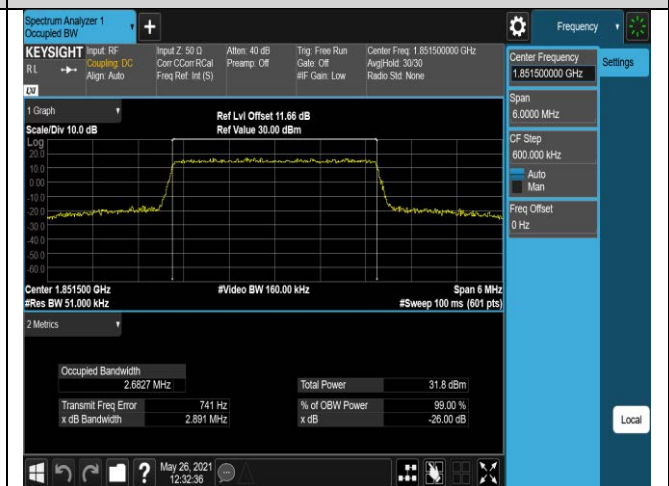 Spectrum Analyzer 1
Occupied BW
+
Frequency
KEYSIGHT
RL
LXI
Input: RF
Coupling: DC
Align: Auto
Input Z: 50 Ω
Corr CCorr RCal
Freq Ref: Int (S)
Atten: 40 dB
Preamp: Off
Trig: Free Run
Gate: Off
#IF Gain: Low
Center Freq: 1.851500000 GHz
Avg|Hold: 30/30
Radio Std: None
Center Frequency
1.851500000 GHz
Settings
Span
6.0000 MHz
CF Step
600.000 kHz
Auto
Man
Freq Offset
0 Hz
Local
1 Graph
Scale/Div 10.0 dB
Ref Lvl Offset 11.66 dB
Ref Value 30.00 dBm
Log
20.0
10.0
0.00
-10.0
-20.0
-30.0
-40.0
-50.0
-60.0
Center 1.851500 GHz
#Res BW 51.000 kHz
#Video BW 160.00 kHz
Span 6 MHz
#Sweep 100 ms (601 pts)
2 Metrics
Occupied Bandwidth
2.6827 MHz
Total Power 31.8 dBm
Transmit Freq Error 741 Hz
% of OBW Power 99.00 %
x dB Bandwidth 2.891 MHz
x dB -26.00 dB
?
May 26, 2021
12:32:36